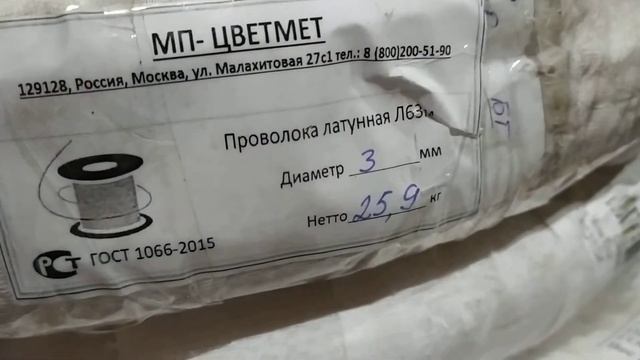 МП- ЦВЕТМЕТ
129128, Россия, Москва, ул. Малахитовая 27с1 тел.: 8 (800)200-51-90
Проволока латунная Л63
Диаметр 3 мм
Нетто 25,9 кг
РСТ ГОСТ 1066-2015